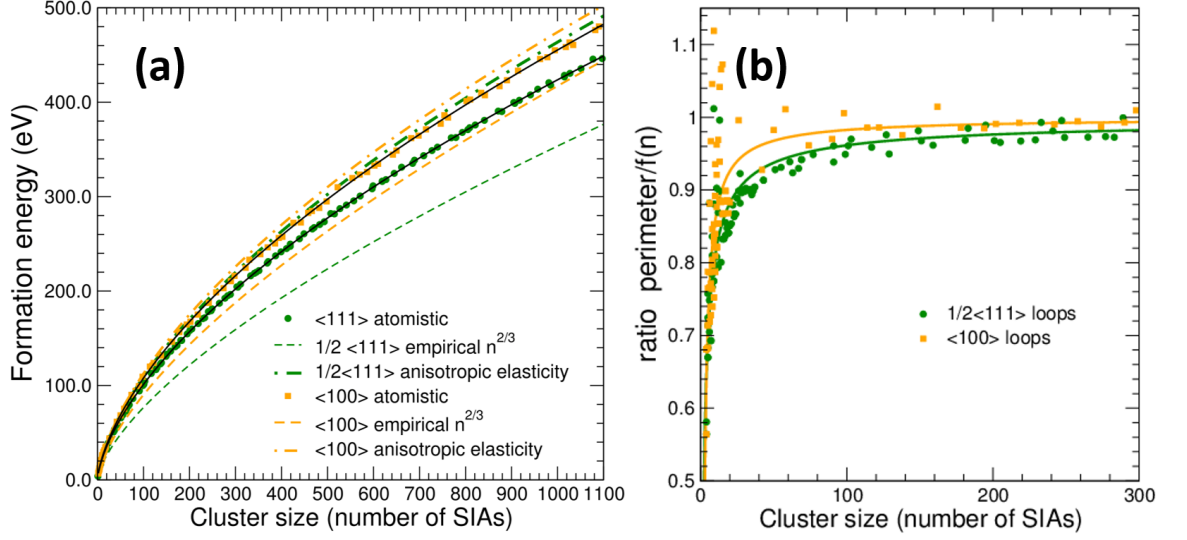 (a)
Formation energy (eV)
500.0
400.0
300.0
200.0
100.0
0.0
<111> atomistic
1/2 <111> empirical n^2/3
1/2<111> anisotropic elasticity
<100> atomistic
<100> empirical n^2/3
<100> anisotropic elasticity
0 100 200 300 400 500 600 700 800 900 1000 1100
Cluster size (number of SIAs)
(b)
ratio perimeter/f(n)
1.1
1
0.9
0.8
0.7
0.6
0.5
1/2<111> loops
<100> loops
0 100 200 300
Cluster size (number of SIAs)